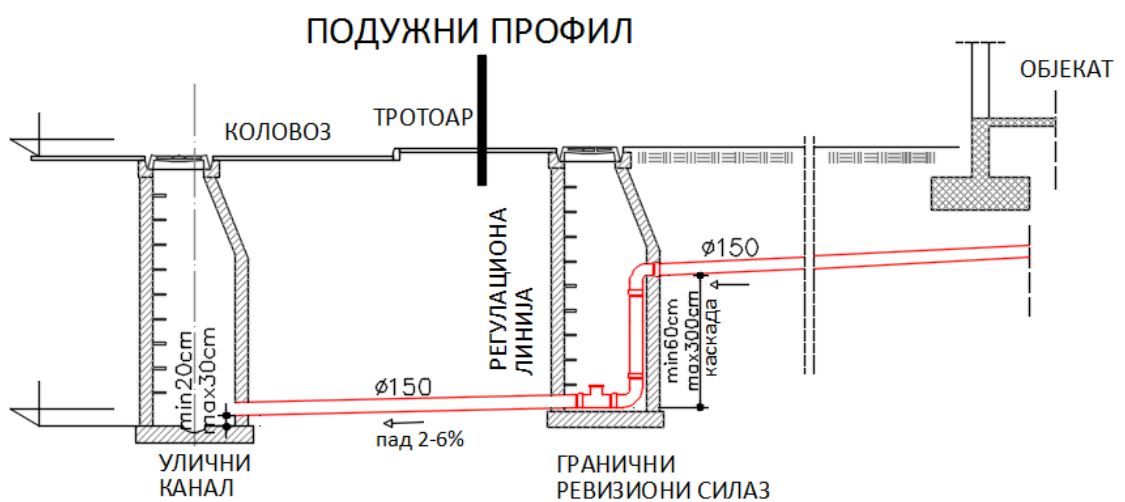 ПОДУЖНИ ПРОФИЛ
ОБЈЕКАТ
ТРОТОАР
КОЛОВОЗ
РЕГУЛАЦИОНА
ЛИНИЈА
ø150
min60cm
max300cm
каскада
min20cm
max30cm
ø150
пад 2-6%
УЛИЧНИ
КАНАЛ
ГРАНИЧНИ
РЕВИЗИОНИ СИЛАЗ